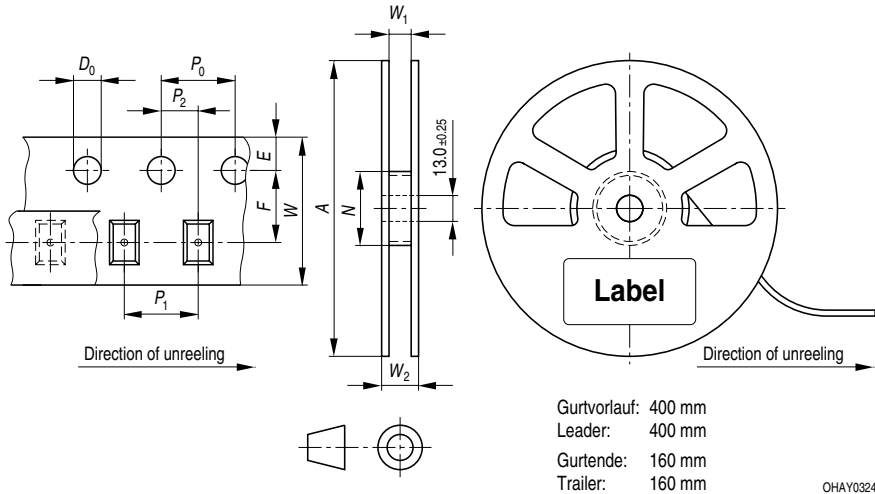 W1
D0
P0
P2
E
F
W
A
N
13.0±0.25
P1
Label
Direction of unreeling
W2
Direction of unreeling
Gurtvorlauf: 400 mm
Leader: 400 mm
Gurtende: 160 mm
Trailer: 160 mm
OHAY0324